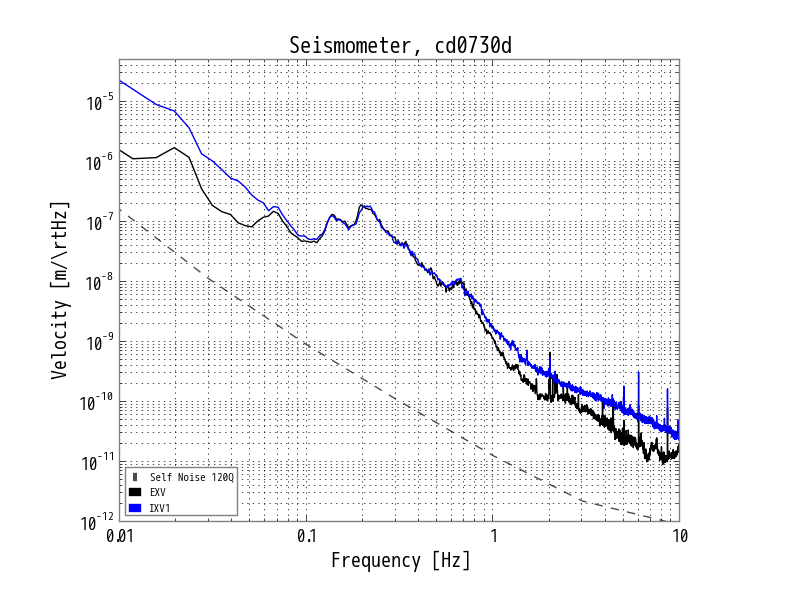 Seismometer, cd0730d
Velocity [m/\rtHz]
10^-5
10^-6
10^-7
10^-8
10^-9
10^-10
10^-11
10^-12
Self Noise 120Q
EXV
IXV1
0.01 0.1 1 10
Frequency [Hz]